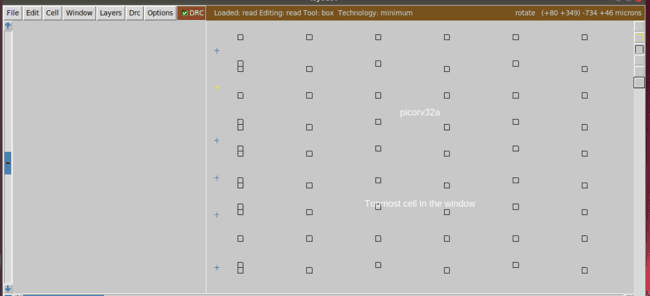 File Edit Cell Window Layers Drc Options DRC Loaded: read Editing: read Tool: box Technology: minimum rotate (+80 +349) -734 +46 microns
picorv32a
Topmost cell in the window